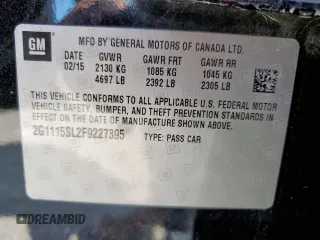 GM
MFD BY GENERAL MOTORS OF CANADA LTD.
DATE GVWR GAWR FRT GAWR RR
02/15 2130 KG 1085 KG 1045 KG
4697 LB 2392 LB 2305 LB
THIS VEHICLE CONFORMS TO ALL APPLICABLE U.S. FEDERAL MOTOR
VEHICLE SAFETY, BUMPER, AND THEFT PREVENTION STANDARDS
IN EFFECT ON THE DATE OF MANUFACTURE SHOWN ABOVE.
2G1115SL2F9227395 TYPE: PASS CAR
DREAMBID